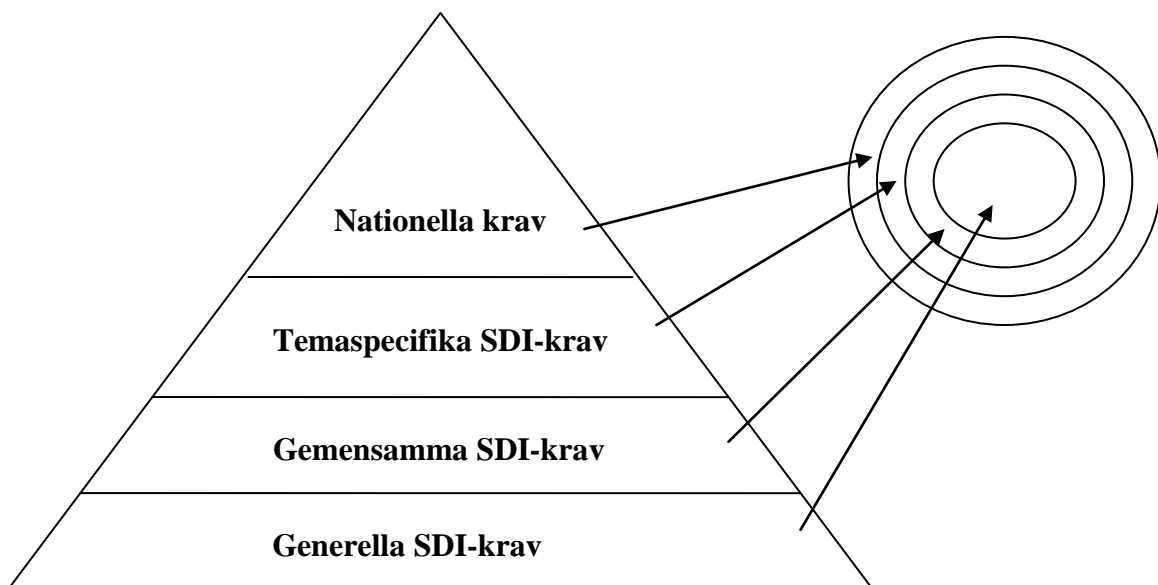 Nationella krav
Temaspecifika SDI-krav
Gemensamma SDI-krav
Generella SDI-krav